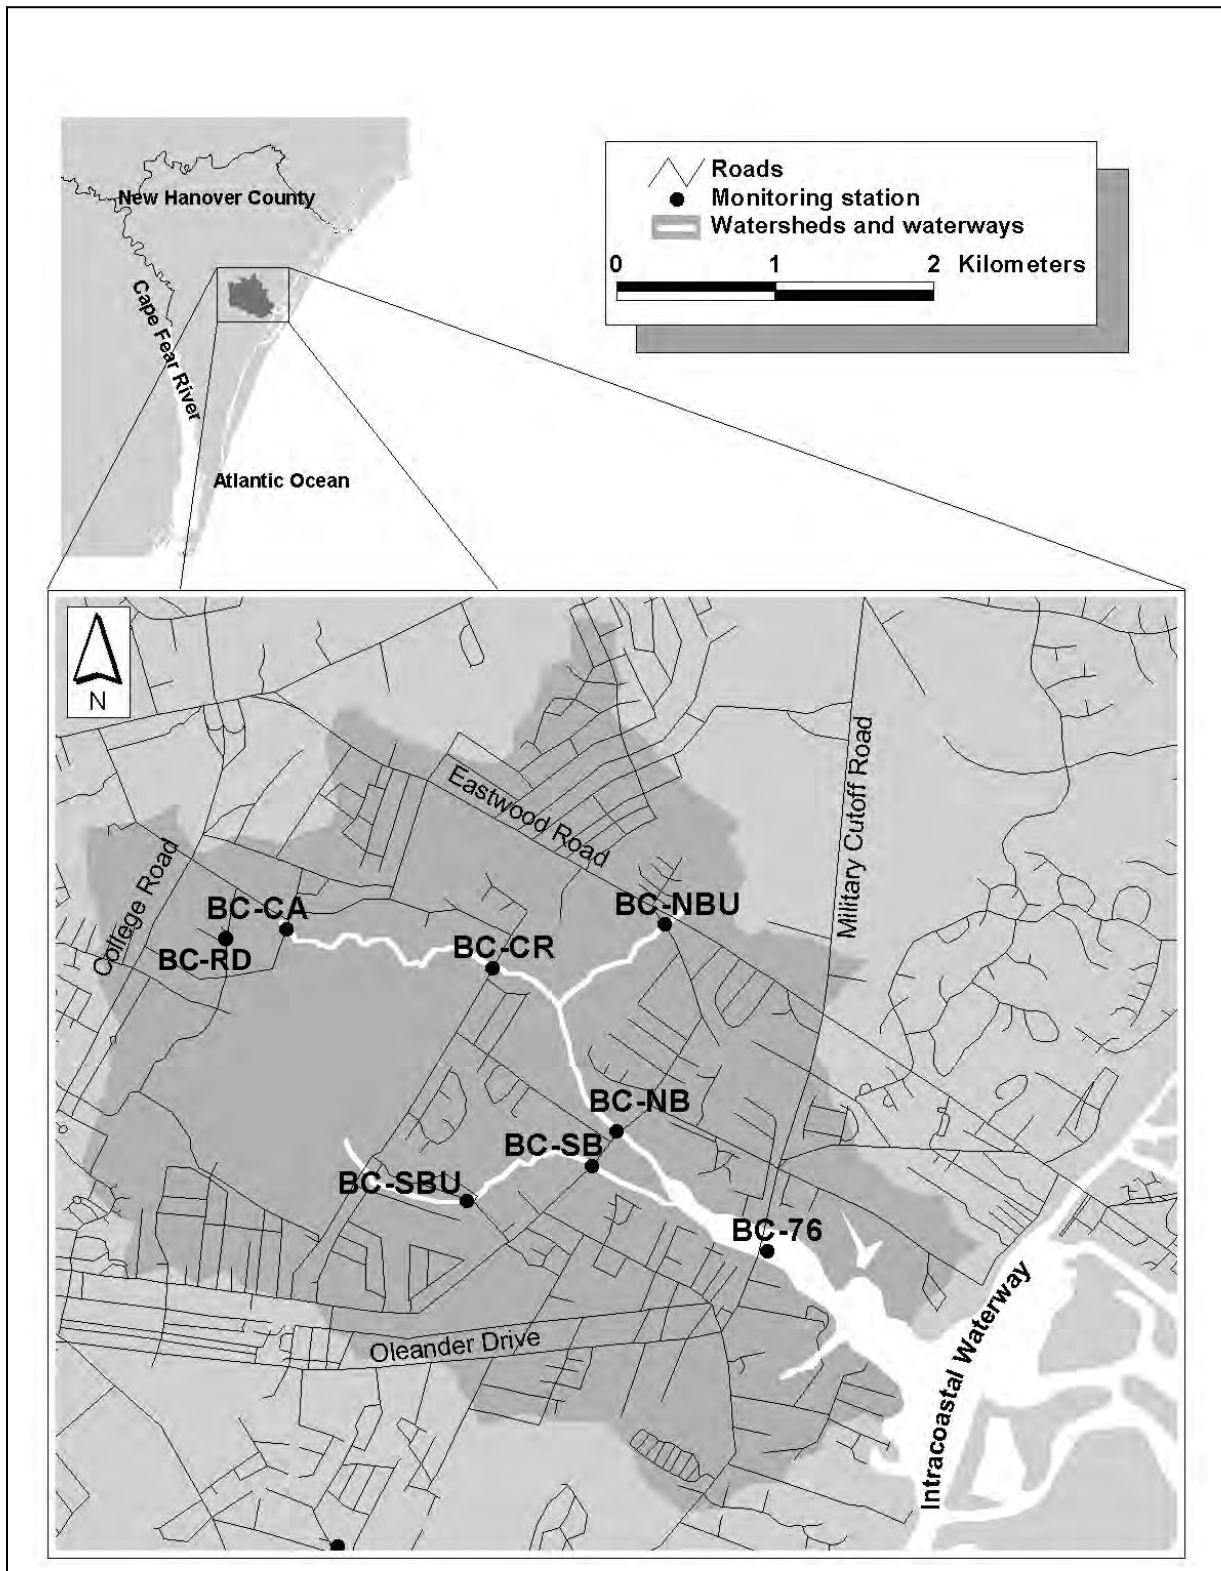 New Hanover County
Cape Fear River
Atlantic Ocean
Roads
Monitoring station
Watersheds and waterways
0 1 2 Kilometers
N
College Road
Eastwood Road
Military Cutoff Road
BC-CA
BC-RD
BC-CR
BC-NBU
BC-NB
BC-SB
BC-SBU
BC-76
Oleander Drive
Intracoastal Waterway